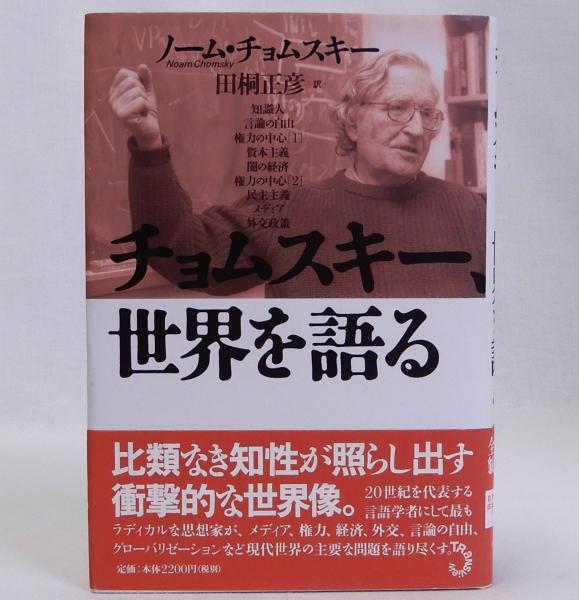 ノーム・チョムスキー
Noam Chomsky
田桐正彦 訳
知識人
言論の自由
権力の中心[1]
資本主義
闇の経済
権力の中心[2]
民主主義
メディア
外交政策
チョムスキー、
世界を語る
比類なき知性が照らし出す
衝撃的な世界像。
20世紀を代表する
言語学者にして最も
ラディカルな思想家が、メディア、権力、経済、外交、言論の自由、
グローバリゼーションなど現代世界の主要な問題を語り尽くす。
TRANSVIEW
定価:本体2200円(税別)
VP